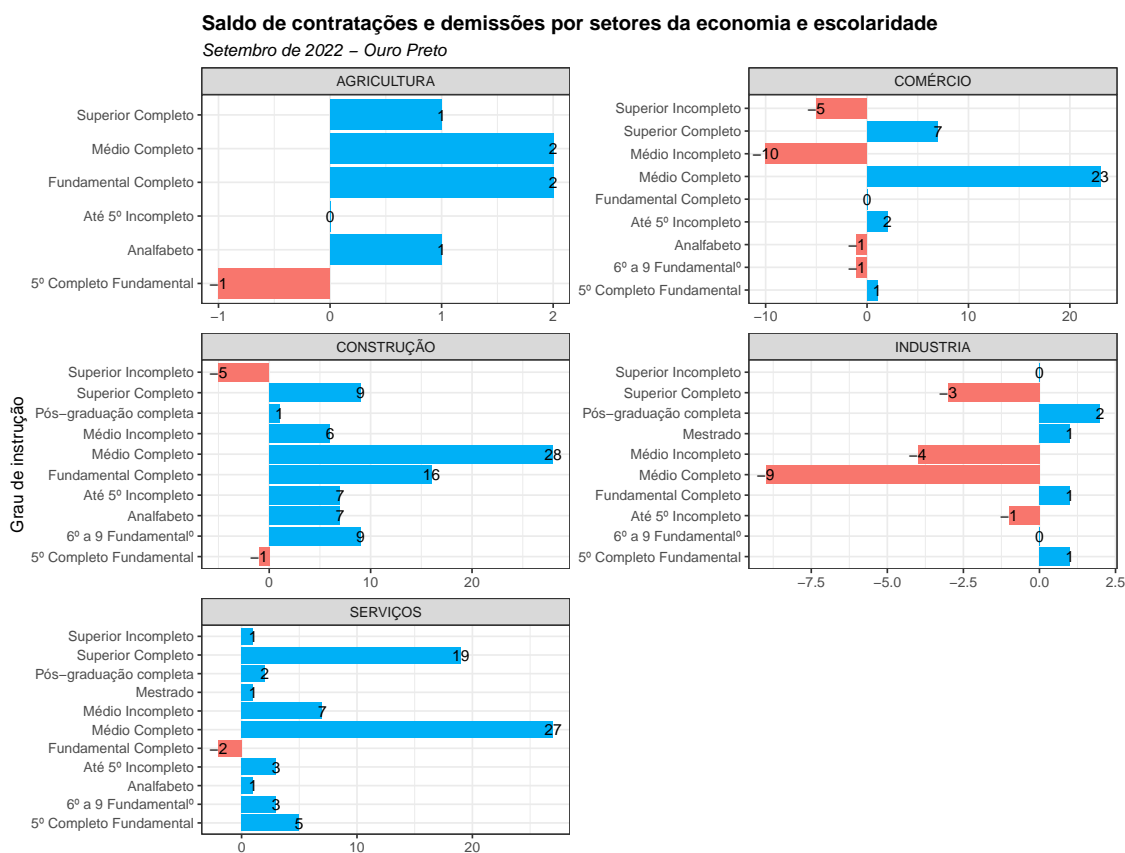 Saldo de contratações e demissões por setores da economia e escolaridade
Setembro de 2022 − Ouro Preto
Grau de instrução
AGRICULTURA
Superior Completo 1
Médio Completo 2
Fundamental Completo 2
Até 5º Incompleto 0
Analfabeto 1
5º Completo Fundamental −1
−1 0 1 2
COMÉRCIO
Superior Incompleto −5
Superior Completo 7
Médio Incompleto −10
Médio Completo 23
Fundamental Completo 0
Até 5º Incompleto 2
Analfabeto −1
6º a 9 Fundamentalº −1
5º Completo Fundamental 1
−10 0 10 20
CONSTRUÇÃO
Superior Incompleto −5
Superior Completo 9
Pós−graduação completa 1
Médio Incompleto 6
Médio Completo 28
Fundamental Completo 16
Até 5º Incompleto 7
Analfabeto 7
6º a 9 Fundamentalº 9
5º Completo Fundamental −1
0 10 20
INDUSTRIA
Superior Incompleto 0
Superior Completo −3
Pós−graduação completa 2
Mestrado 1
Médio Incompleto −4
Médio Completo −9
Fundamental Completo 1
Até 5º Incompleto −1
6º a 9 Fundamentalº 0
5º Completo Fundamental 1
−7.5 −5.0 −2.5 0.0 2.5
SERVIÇOS
Superior Incompleto 1
Superior Completo 19
Pós−graduação completa 2
Mestrado 1
Médio Incompleto 7
Médio Completo 27
Fundamental Completo −2
Até 5º Incompleto 3
Analfabeto 1
6º a 9 Fundamentalº 3
5º Completo Fundamental 5
0 10 20